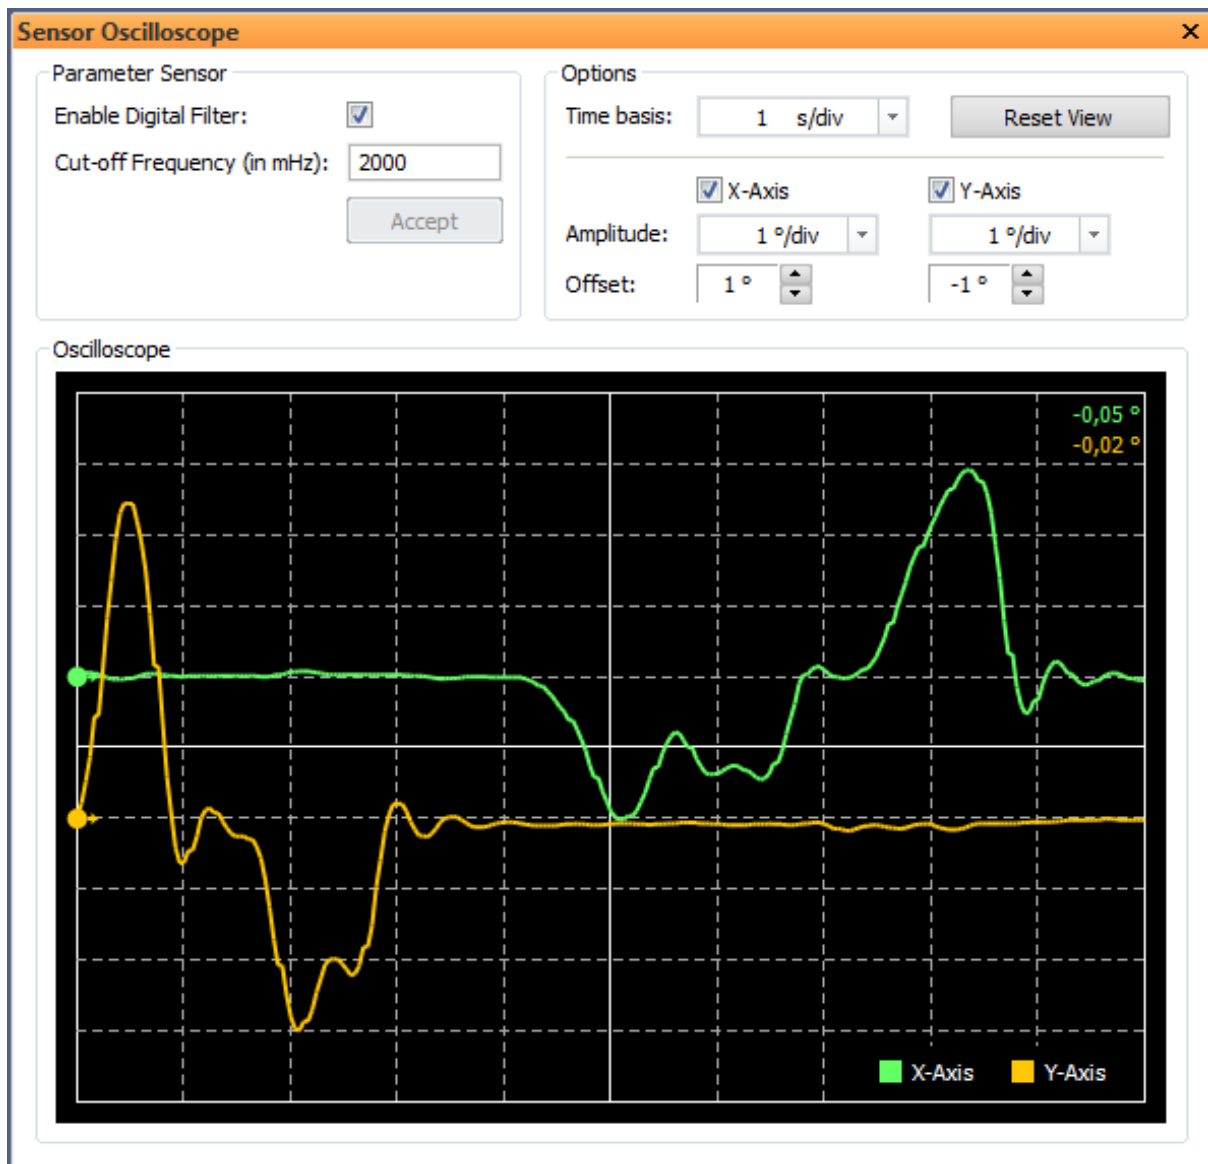 Sensor Oscilloscope
Parameter Sensor
Enable Digital Filter:
Cut-off Frequency (in mHz): 2000
Accept
Options
Time basis: 1 s/div Reset View
X-Axis Y-Axis
Amplitude: 1 °/div 1 °/div
Offset: 1 ° -1 °
Oscilloscope
-0,05 °
-0,02 °
X-Axis Y-Axis